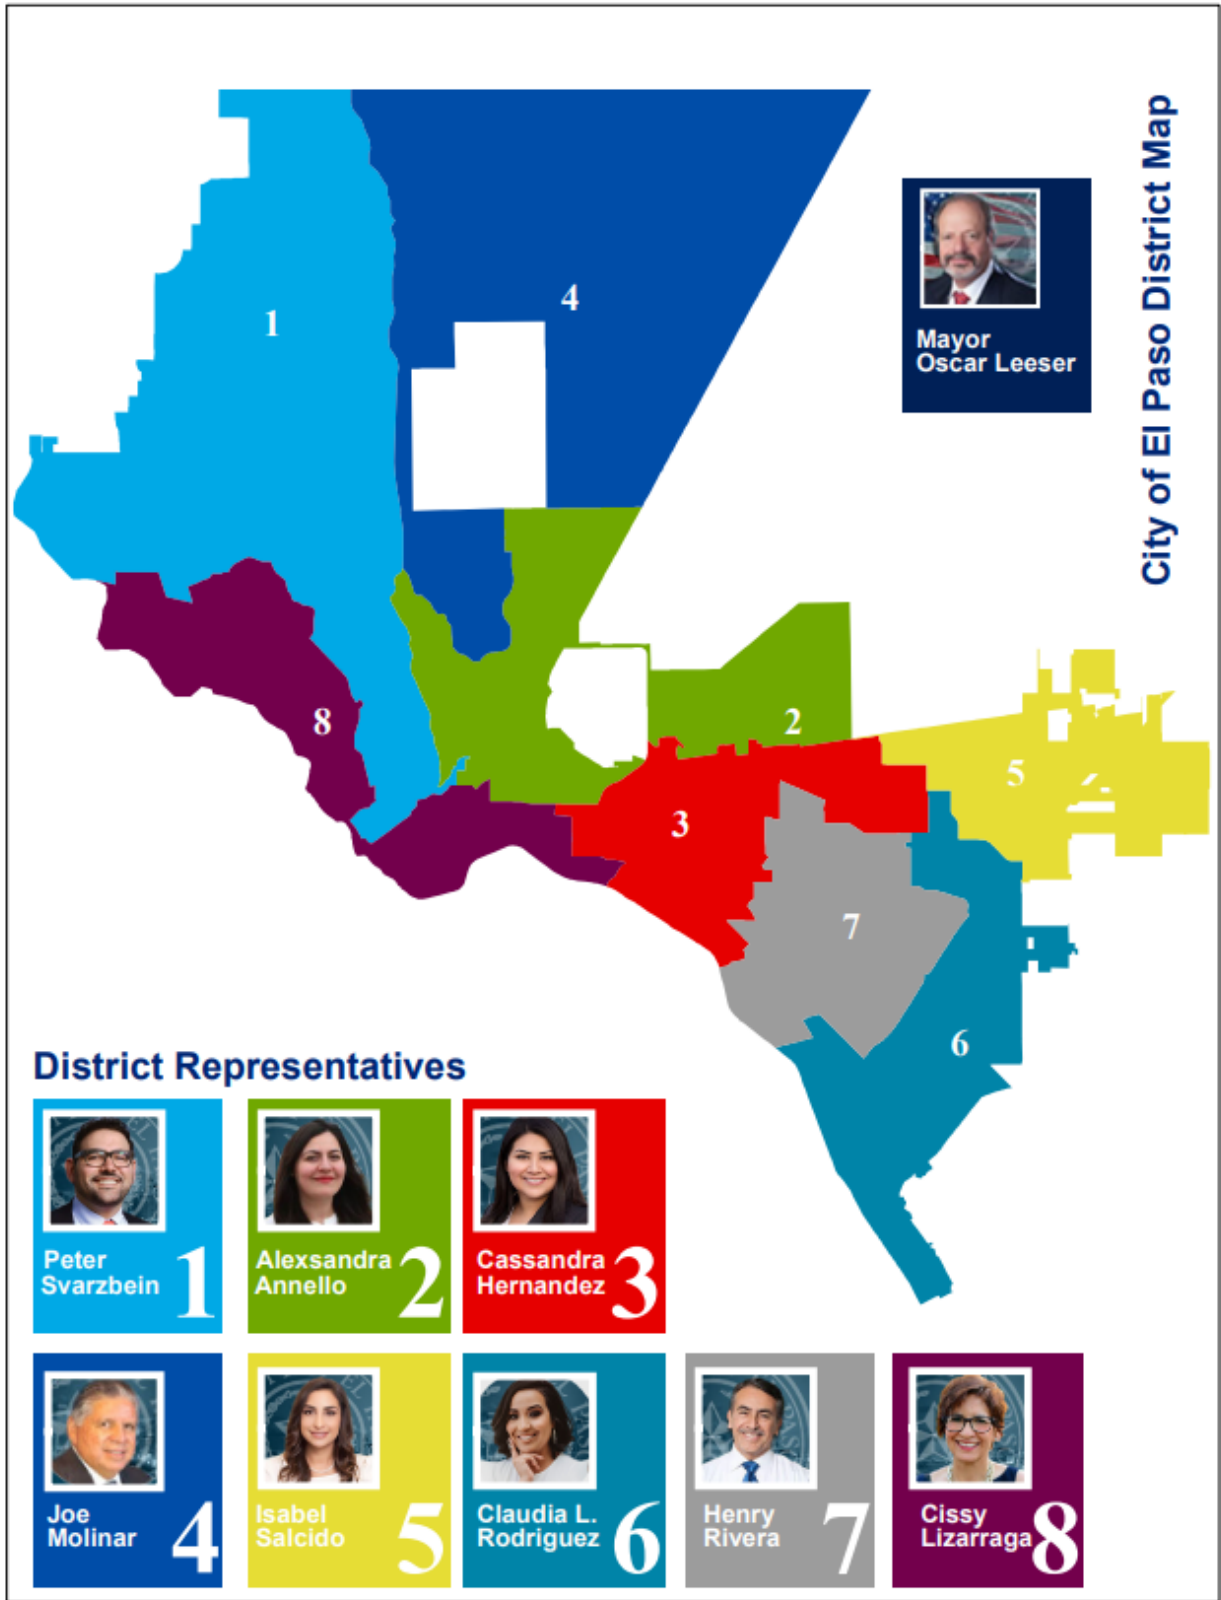 City of El Paso District Map
Mayor
Oscar Leeser
1
4
8
2
5
3
7
6
District Representatives
Peter
Svarzbein
1
Alexsandra
Annello
2
Cassandra
Hernandez
3
Joe
Molinar
4
Isabel
Salcido
5
Claudia L.
Rodriguez
6
Henry
Rivera
7
Cissy
Lizarraga
8